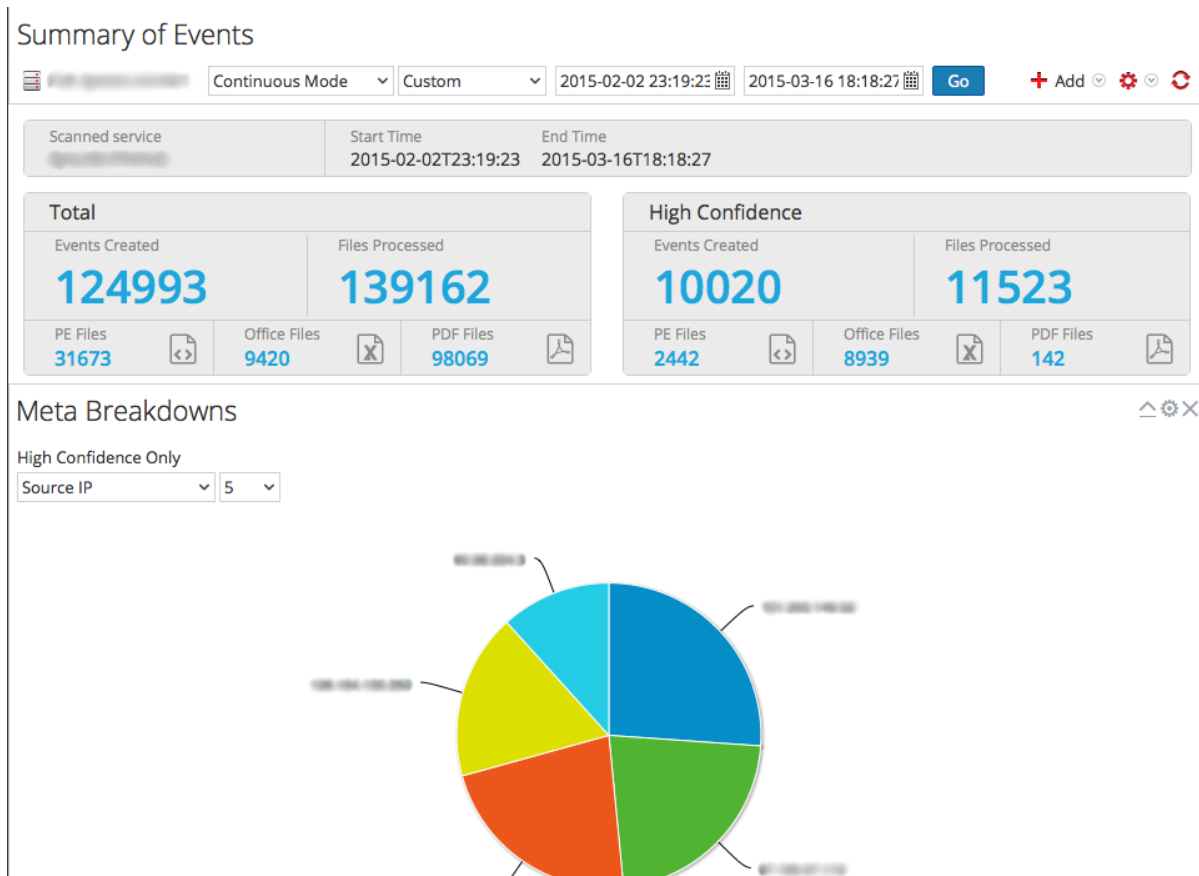 Summary of Events
Continuous Mode Custom 2015-02-02 23:19:23 2015-03-16 18:18:27 Go Add
Scanned service Start Time End Time
2015-02-02T23:19:23 2015-03-16T18:18:27
Total High Confidence
Events Created Files Processed Events Created Files Processed
124993 139162 10020 11523
PE Files Office Files PDF Files PE Files Office Files PDF Files
31673 9420 98069 2442 8939 142
Meta Breakdowns
High Confidence Only
Source IP 5